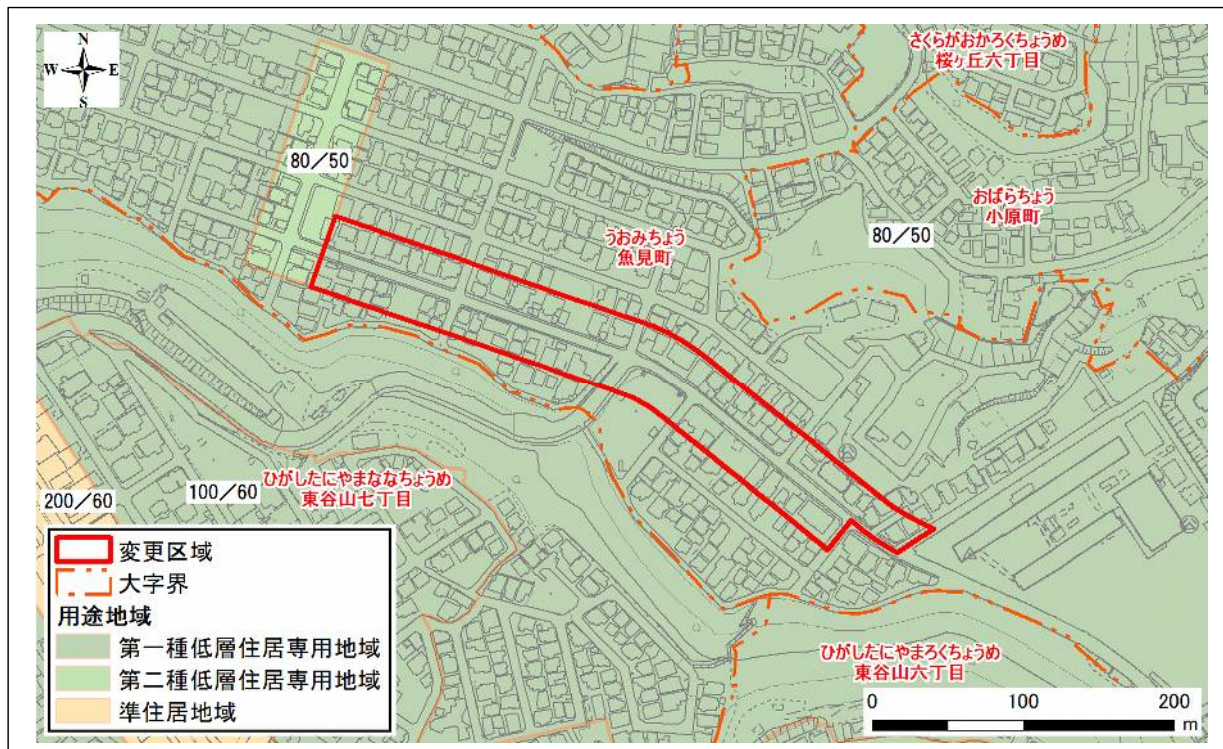 N
W E
S
さくらがおかろくちょうめ
桜ヶ丘六丁目
80/50
おばらちょう
小原町
うおみちょう
魚見町
80/50
ひがしたにやまななちょうめ
東谷山七丁目
100/60
200/60
変更区域
大字界
用途地域
第一種低層住居専用地域
第二種低層住居専用地域
準住居地域
ひがしたにやまろくちょうめ
東谷山六丁目
0 100 200
m